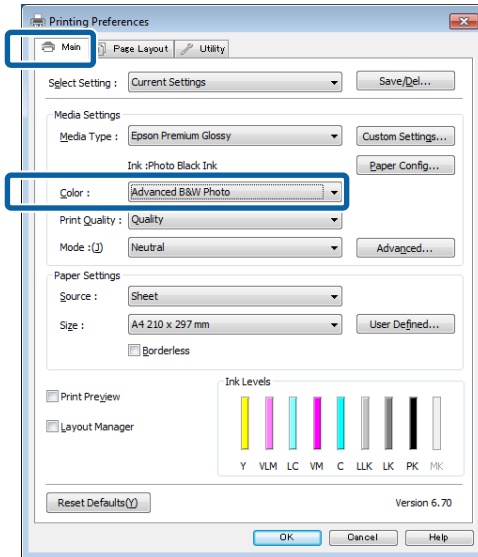 Printing Preferences
Main Page Layout Utility
Select Setting : Current Settings Save/Del...
Media Settings
Media Type : Epson Premium Glossy Custom Settings...
Ink :Photo Black Ink Paper Config...
Color : Advanced B&W Photo
Print Quality : Quality
Mode :(J) Neutral Advanced...
Paper Settings
Source : Sheet
Size : A4 210 x 297 mm User Defined...
Borderless
Ink Levels
Print Preview
Layout Manager
Y VLM LC VM C LLK LK PK MK
Reset Defaults(Y) Version 6.70
OK Cancel Help